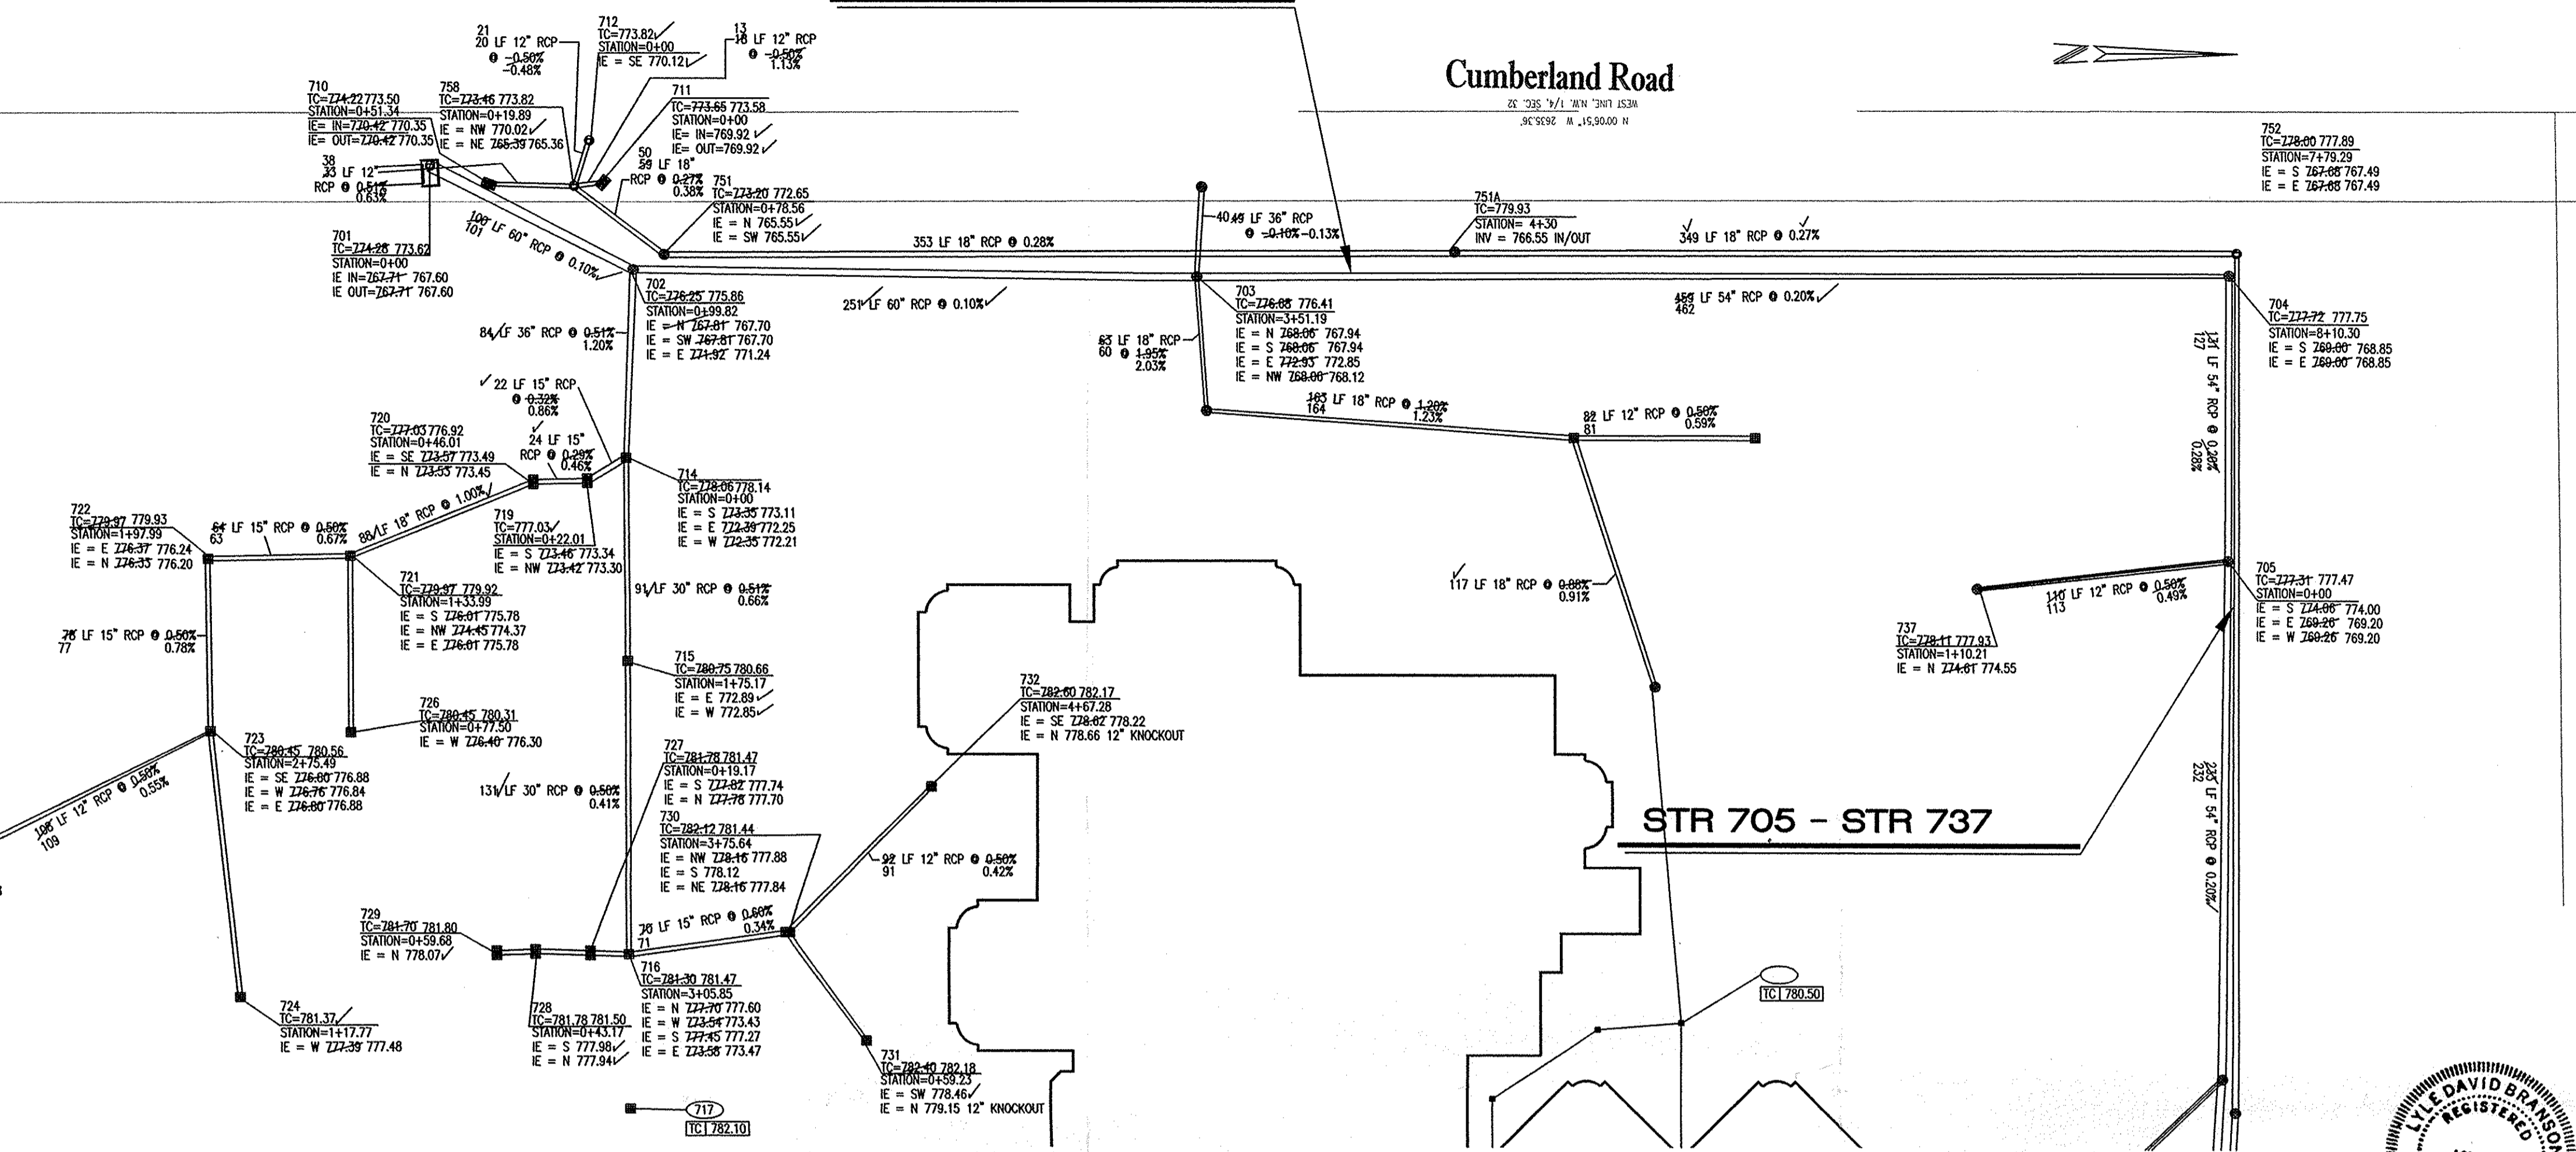 21
20 LF 12" RCP
@ -0.50%
-0.48%
712
TC=773.82✓
STATION=0+00
IE = SE 770.12✓
13
18 LF 12" RCP
@ -0.50%
1.13%
Cumberland Road
WEST LINE, N.W. 1/4, SEC. 32
N 00.06.51" W 2635.36'
710
TC=774.22 773.50
STATION=0+51.34
IE= IN=770.42 770.35
IE= OUT=770.42 770.35
758
TC=773.46 773.82
STATION=0+19.89
IE = NW 770.02✓
IE = NE 765.39 765.36
711
TC=773.65 773.58
STATION=0+00
IE= IN=769.92 ✓
IE= OUT=769.92✓
752
TC=778.00 777.89
STATION=7+79.29
IE = S 767.68 767.49
IE = E 767.68 767.49
38
33 LF 12"
RCP @ 0.51%
0.63%
50
59 LF 18"
RCP @ 0.27%
0.38%
751
TC=773.20 772.65
STATION=0+78.56
IE = N 765.55✓
IE = SW 765.55✓
100 LF 60" RCP @ 0.10%✓
101
701
TC=774.28 773.62
STATION=0+00
IE IN=767.71 767.60
IE OUT=767.71 767.60
353 LF 18" RCP @ 0.28%
40 49 LF 36" RCP
@ -0.10% -0.13%
751A
TC=779.93
STATION= 4+30
INV = 766.55 IN/OUT
✓ ✓
349 LF 18" RCP @ 0.27%
702
TC=776.25 775.86
STATION=0+99.82
IE = N 767.81 767.70
IE = SW 767.81 767.70
IE = E 771.92 771.24
251✓LF 60" RCP @ 0.10%✓
703
TC=776.68 776.41
STATION=3+51.19
IE = N 768.06 767.94
IE = S 768.06 767.94
IE = E 772.93 772.85
IE = NW 768.06 768.12
459 LF 54" RCP @ 0.20%✓
462
704
TC=777.72 777.75
STATION=8+10.30
IE = S 769.00 768.85
IE = E 769.00 768.85
84✓LF 36" RCP @ 0.51%
1.20%
63 LF 18" RCP
60 @ 1.95%
2.03%
131 LF 54" RCP @ 0.20%
127 0.28%
✓22 LF 15" RCP
@ 0.32%
0.86%
163 LF 18" RCP @ 1.20%
164 1.23%
82 LF 12" RCP @ 0.50%
81 0.59%
720
TC=777.03 776.92
STATION=0+46.01
IE = SE 773.57 773.49
IE = N 773.53 773.45
✓
24 LF 15"
RCP @ 0.29%
0.46%
714
TC=778.06 778.14
STATION=0+00
IE = S 773.35 773.11
IE = E 772.39 772.25
IE = W 772.35 772.21
722
TC=779.97 779.93
STATION=1+97.99
IE = E 776.37 776.24
IE = N 776.33 776.20
64 LF 15" RCP @ 0.50%
63 0.67%
88✓LF 18" RCP @ 1.00%✓
719
TC=777.03✓
STATION=0+22.01
IE = S 773.46 773.34
IE = NW 773.42 773.30
721
TC=779.97 779.92
STATION=1+33.99
IE = S 776.01 775.78
IE = NW 774.45 774.37
IE = E 776.01 775.78
91✓LF 30" RCP @ 0.51%
0.66%
✓
117 LF 18" RCP @ 0.88%
0.91%
110 LF 12" RCP @ 0.50%
113 0.49%
705
TC=777.31 777.47
STATION=0+00
IE = S 774.06 774.00
IE = E 769.26 769.20
IE = W 769.26 769.20
737
TC=778.11 777.93
STATION=1+10.21
IE = N 774.61 774.55
76 LF 15" RCP @ 0.50%
77 0.78%
715
TC=780.75 780.66
STATION=1+75.17
IE = E 772.89✓
IE = W 772.85✓
732
TC=782.60 782.17
STATION=4+67.28
IE = SE 778.62 778.22
IE = N 778.66 12" KNOCKOUT
726
TC=780.45 780.31
STATION=0+77.50
IE = W 776.40 776.30
723
TC=780.45 780.56
STATION=2+75.49
IE = SE 776.80 776.88
IE = W 776.76 776.84
IE = E 776.80 776.88
108 LF 12" RCP @ 0.50%
109 0.55%
727
TC=781.78 781.47
STATION=0+19.17
IE = S 777.82 777.74
IE = N 777.78 777.70
131✓LF 30" RCP @ 0.50%
0.41%
730
TC=782.12 781.44
STATION=3+75.64
IE = NW 778.16 777.88
IE = S 778.12
IE = NE 778.16 777.84
92 LF 12" RCP @ 0.50%
91 0.42%
STR 705 - STR 737
235 LF 54" RCP @ 0.20%✓
232
729
TC=781.70 781.80
STATION=0+59.68
IE = N 778.07✓
70 LF 15" RCP @ 0.60%
71 0.34%
716
TC=781.30 781.47
STATION=3+05.85
IE = N 777.70 777.60
IE = W 773.54 773.43
IE = S 777.45 777.27
IE = E 773.58 773.47
728
TC=781.78 781.50
STATION=0+43.17
IE = S 777.98✓
IE = N 777.94✓
724
TC=781.37✓
STATION=1+17.77
IE = W 777.39 777.48
TC 780.50
731
TC=782.40 782.18
STATION=0+59.23
IE = SW 778.46✓
IE = N 779.15 12" KNOCKOUT
717
TC 782.10
LYLE DAVID BRANSON
REGISTERED